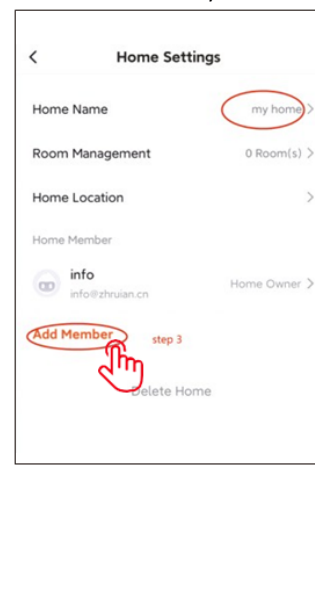 Home Settings
Home Name my home
Room Management 0 Room(s)
Home Location
Home Member
info
info@zhruian.cn
Home Owner
Add Member step 3
Delete Home